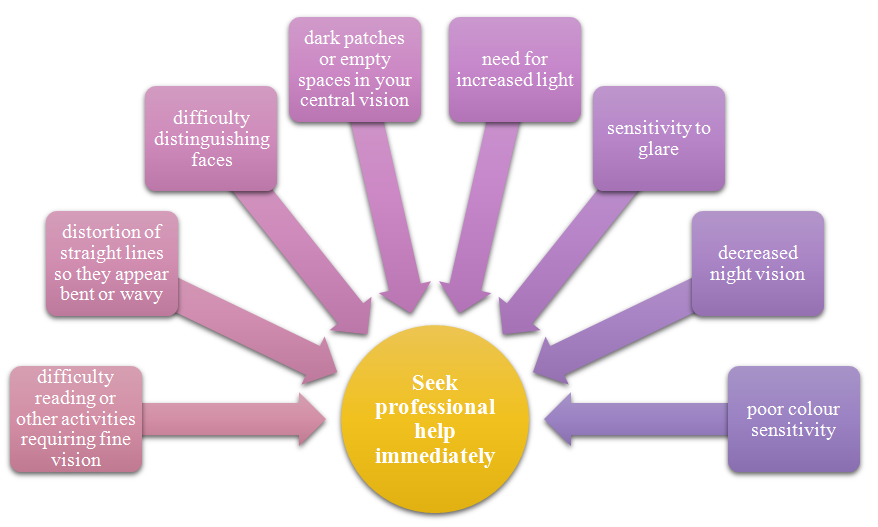 difficulty
reading or
other activities
requiring fine
vision
distortion of
straight lines
so they appear
bent or wavy
difficulty
distinguishing
faces
dark patches
or empty
spaces in your
central vision
need for
increased light
sensitivity to
glare
decreased
night vision
poor colour
sensitivity
Seek
professional
help
immediately